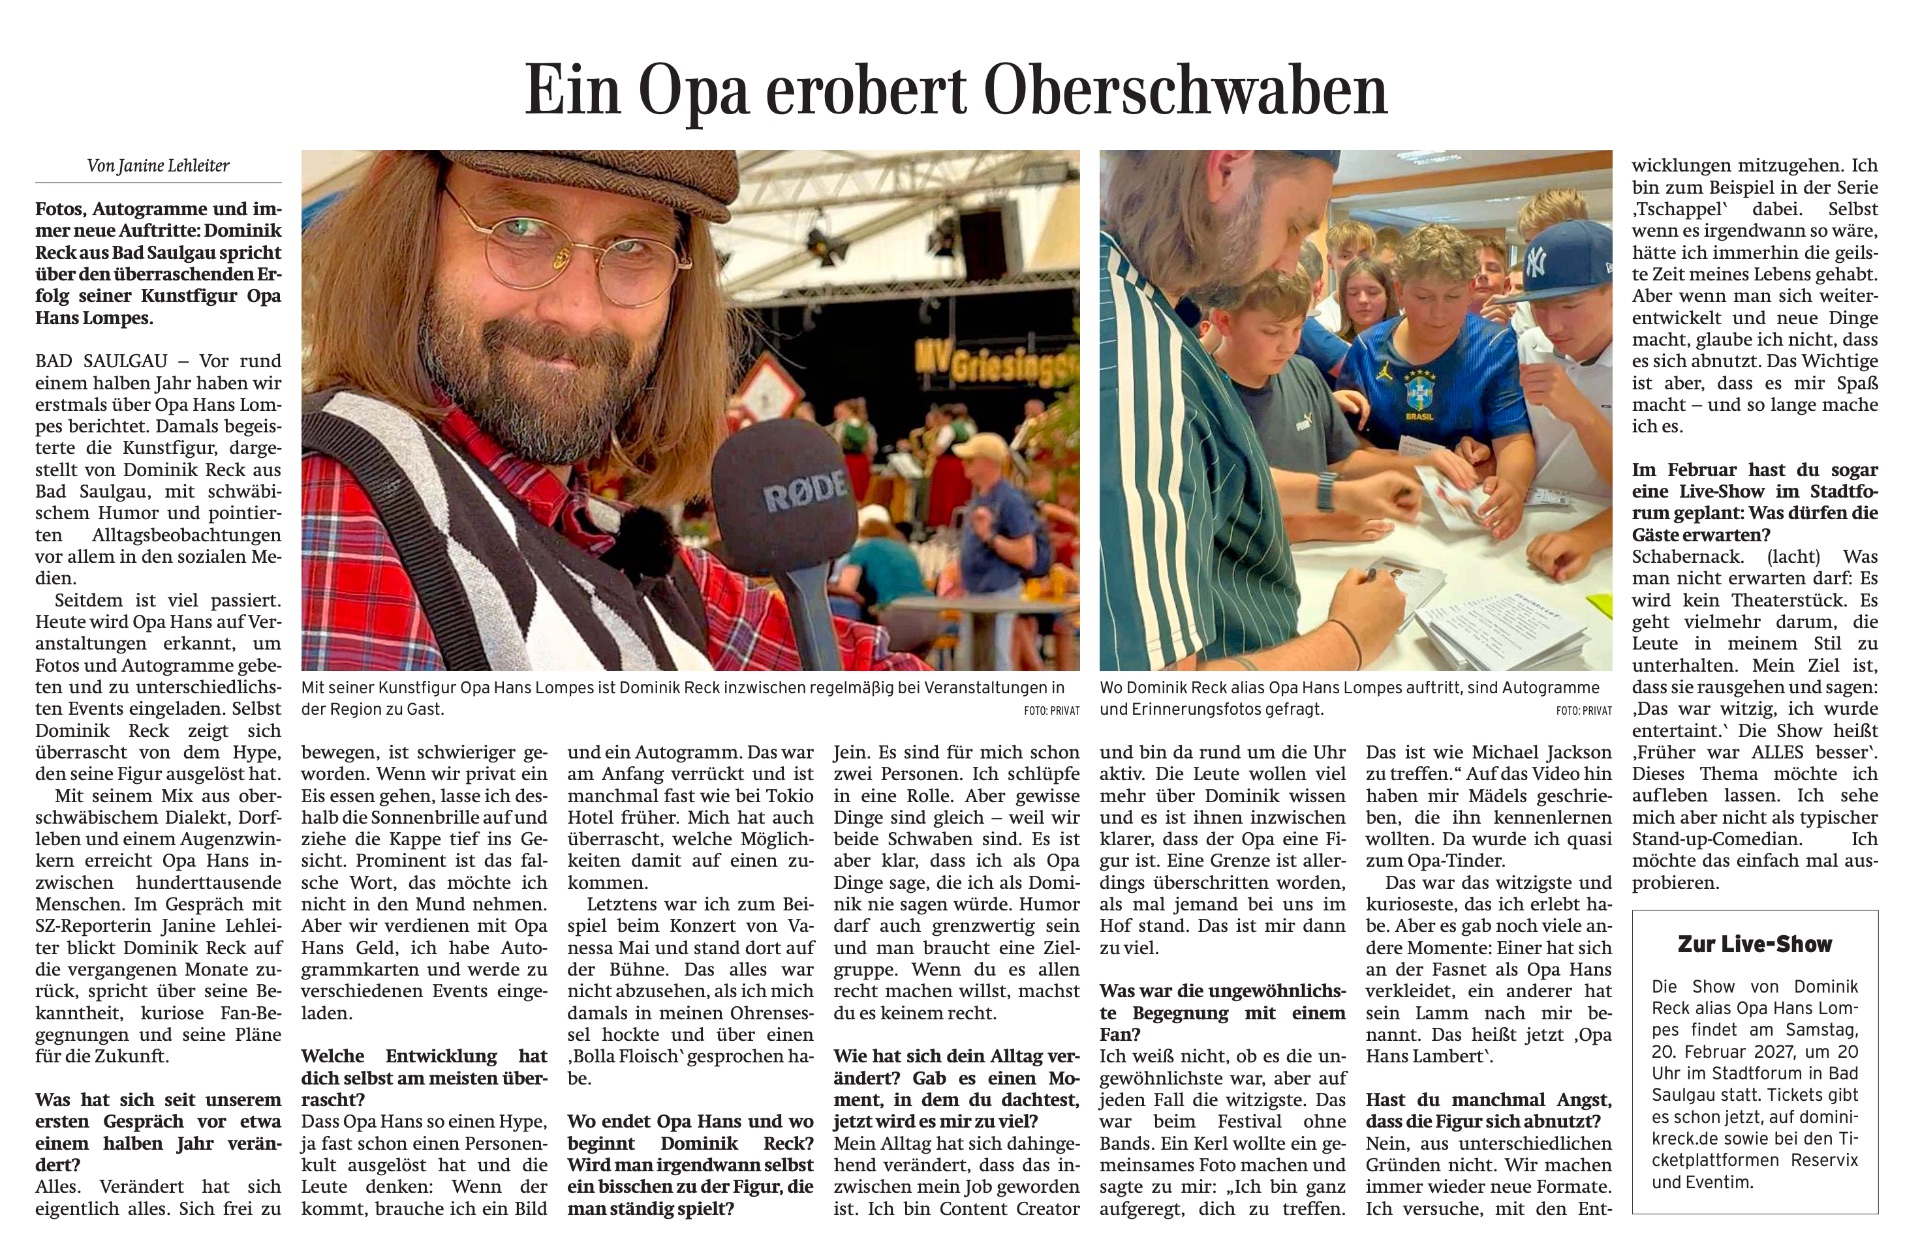 Ein Opa erobert Oberschwaben
Von Janine Lehleiter
Fotos, Autogramme und im-
mer neue Auftritte: Dominik
Reck aus Bad Saulgau spricht
über den überraschenden Er-
folg seiner Kunstfigur Opa
Hans Lompes.
BAD SAULGAU – Vor rund
einem halben Jahr haben wir
erstmals über Opa Hans Lom-
pes berichtet. Damals begeis-
terte die Kunstfigur, darge-
stellt von Dominik Reck aus
Bad Saulgau, mit schwäbi-
schem Humor und pointier-
ten Alltagsbeobachtungen
vor allem in den sozialen Me-
dien.
Seitdem ist viel passiert.
Heute wird Opa Hans auf Ver-
anstaltungen erkannt, um
Fotos und Autogramme gebe-
ten und zu unterschiedlichs-
ten Events eingeladen. Selbst
Dominik Reck zeigt sich
überrascht von dem Hype,
den seine Figur ausgelöst hat.
Mit seinem Mix aus ober-
schwäbischem Dialekt, Dorf-
leben und einem Augenzwin-
kern erreicht Opa Hans in-
zwischen hunderttausende
Menschen. Im Gespräch mit
SZ-Reporterin Janine Lehlei-
ter blickt Dominik Reck auf
die vergangenen Monate zu-
rück, spricht über seine Be-
kanntheit, kuriose Fan-Be-
gegnungen und seine Pläne
für die Zukunft.
Was hat sich seit unserem
ersten Gespräch vor etwa
einem halben Jahr verän-
dert?
Alles. Verändert hat sich
eigentlich alles. Sich frei zu
MV Griesinge
RØDE
Mit seiner Kunstfigur Opa Hans Lompes ist Dominik Reck inzwischen regelmäßig bei Veranstaltungen in
der Region zu Gast. FOTO: PRIVAT
BRASIL
PUMA
NY
Wo Dominik Reck alias Opa Hans Lompes auftritt, sind Autogramme
und Erinnerungsfotos gefragt. FOTO: PRIVAT
bewegen, ist schwieriger ge-
worden. Wenn wir privat ein
Eis essen gehen, lasse ich des-
halb die Sonnenbrille auf und
ziehe die Kappe tief ins Ge-
sicht. Prominent ist das fal-
sche Wort, das möchte ich
nicht in den Mund nehmen.
Aber wir verdienen mit Opa
Hans Geld, ich habe Auto-
grammkarten und werde zu
verschiedenen Events einge-
laden.
Welche Entwicklung hat
dich selbst am meisten über-
rascht?
Dass Opa Hans so einen Hype,
ja fast schon einen Personen-
kult ausgelöst hat und die
Leute denken: Wenn der
kommt, brauche ich ein Bild
und ein Autogramm. Das war
am Anfang verrückt und ist
manchmal fast wie bei Tokio
Hotel früher. Mich hat auch
überrascht, welche Möglich-
keiten damit auf einen zu-
kommen.
Letztens war ich zum Bei-
spiel beim Konzert von Va-
nessa Mai und stand dort auf
der Bühne. Das alles war
nicht abzusehen, als ich mich
damals in meinen Ohrenses-
sel hockte und über einen
‚Bolla Floisch‛ gesprochen ha-
be.
Wo endet Opa Hans und wo
beginnt Dominik Reck?
Wird man irgendwann selbst
ein bisschen zu der Figur, die
man ständig spielt?
Jein. Es sind für mich schon
zwei Personen. Ich schlüpfe
in eine Rolle. Aber gewisse
Dinge sind gleich – weil wir
beide Schwaben sind. Es ist
aber klar, dass ich als Opa
Dinge sage, die ich als Domi-
nik nie sagen würde. Humor
darf auch grenzwertig sein
und man braucht eine Ziel-
gruppe. Wenn du es allen
recht machen willst, machst
du es keinem recht.
Wie hat sich dein Alltag ver-
ändert? Gab es einen Mo-
ment, in dem du dachtest,
jetzt wird es mir zu viel?
Mein Alltag hat sich dahinge-
hend verändert, dass das in-
zwischen mein Job geworden
ist. Ich bin Content Creator
und bin da rund um die Uhr
aktiv. Die Leute wollen viel
mehr über Dominik wissen
und es ist ihnen inzwischen
klarer, dass der Opa eine Fi-
gur ist. Eine Grenze ist aller-
dings überschritten worden,
als mal jemand bei uns im
Hof stand. Das ist mir dann
zu viel.
Was war die ungewöhnlichs-
te Begegnung mit einem
Fan?
Ich weiß nicht, ob es die un-
gewöhnlichste war, aber auf
jeden Fall die witzigste. Das
war beim Festival ohne
Bands. Ein Kerl wollte ein ge-
meinsames Foto machen und
sagte zu mir: „Ich bin ganz
aufgeregt, dich zu treffen.
Das ist wie Michael Jackson
zu treffen.“ Auf das Video hin
haben mir Mädels geschrie-
ben, die ihn kennenlernen
wollten. Da wurde ich quasi
zum Opa-Tinder.
Das war das witzigste und
kurioseste, das ich erlebt ha-
be. Aber es gab noch viele an-
dere Momente: Einer hat sich
an der Fasnet als Opa Hans
verkleidet, ein anderer hat
sein Lamm nach mir be-
nannt. Das heißt jetzt ‚Opa
Hans Lambert‛.
Hast du manchmal Angst,
dass die Figur sich abnutzt?
Nein, aus unterschiedlichen
Gründen nicht. Wir machen
immer wieder neue Formate.
Ich versuche, mit den Ent-
wicklungen mitzugehen. Ich
bin zum Beispiel in der Serie
‚Tschappel‛ dabei. Selbst
wenn es irgendwann so wäre,
hätte ich immerhin die geils-
te Zeit meines Lebens gehabt.
Aber wenn man sich weiter-
entwickelt und neue Dinge
macht, glaube ich nicht, dass
es sich abnutzt. Das Wichtige
ist aber, dass es mir Spaß
macht – und so lange mache
ich es.
Im Februar hast du sogar
eine Live-Show im Stadtfo-
rum geplant: Was dürfen die
Gäste erwarten?
Schabernack. (lacht) Was
man nicht erwarten darf: Es
wird kein Theaterstück. Es
geht vielmehr darum, die
Leute in meinem Stil zu
unterhalten. Mein Ziel ist,
dass sie rausgehen und sagen:
‚Das war witzig, ich wurde
entertaint.‛ Die Show heißt
‚Früher war ALLES besser‛.
Dieses Thema möchte ich
aufleben lassen. Ich sehe
mich aber nicht als typischer
Stand-up-Comedian. Ich
möchte das einfach mal aus-
probieren.
Zur Live-Show
Die Show von Dominik
Reck alias Opa Hans Lom-
pes findet am Samstag,
20. Februar 2027, um 20
Uhr im Stadtforum in Bad
Saulgau statt. Tickets gibt
es schon jetzt, auf domini-
kreck.de sowie bei den Ti-
cketplattformen Reservix
und Eventim.